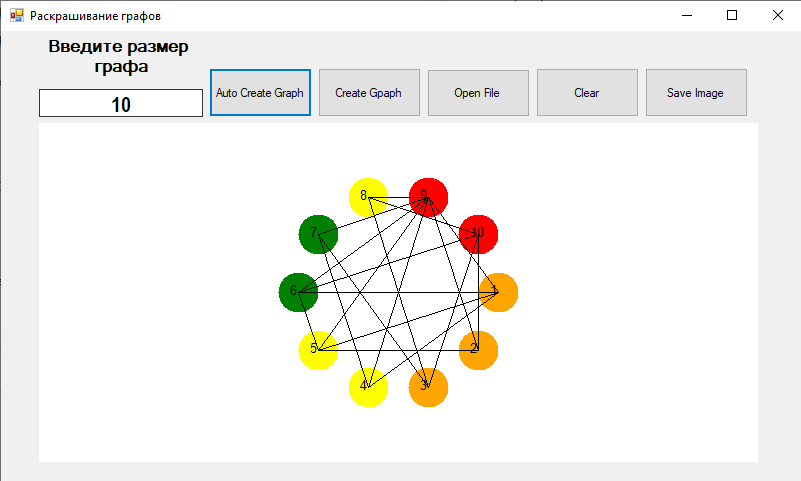 Раскрашивание графов
Введите размер
графа
10
Auto Create Graph
Create Gpaph
Open File
Clear
Save Image
8
9
7
10
6
1
5
2
4
3